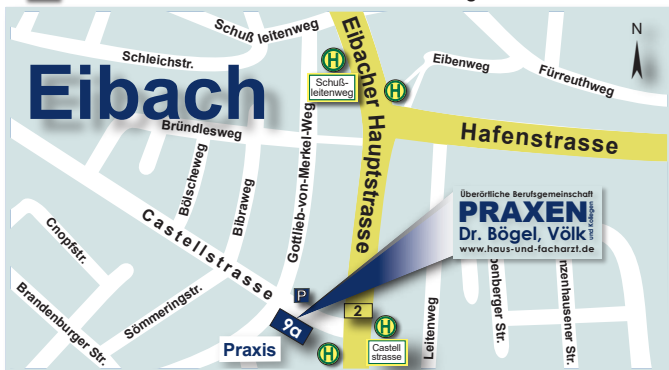 Schuß leitenweg
Schleichstr.
Eibach
Bründlesweg
Bölscheweg
Bibraweg
Gottlieb-von-Merkel-Weg
Castellstrasse
Cnopfstr.
Brandenburger Str.
Sömmeringstr.
H
Schuß-
leitenweg
Eibacher Hauptstrasse
H
Eibenweg
Fürreuthweg
N
Hafenstrasse
Überörtliche Berufsgemeinschaft
PRAXEN
und Kollegen
Dr. Bögel, Völk
www.haus-und-facharzt.de
P
9a
Praxis
2
H
H
Castell
strasse
Leitenweg
penberger Str.
nzenhausener Str.